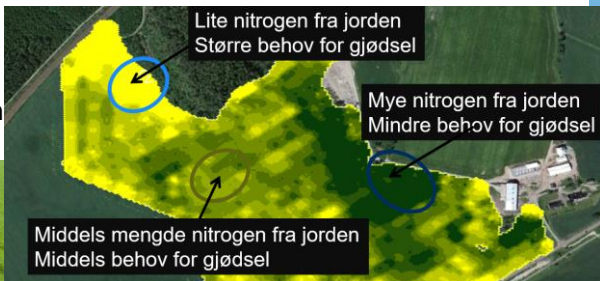 Lite nitrogen fra jorden
Større behov for gjødsel
Mye nitrogen fra jorden
Mindre behov for gjødsel
Middels mengde nitrogen fra jorden
Middels behov for gjødsel